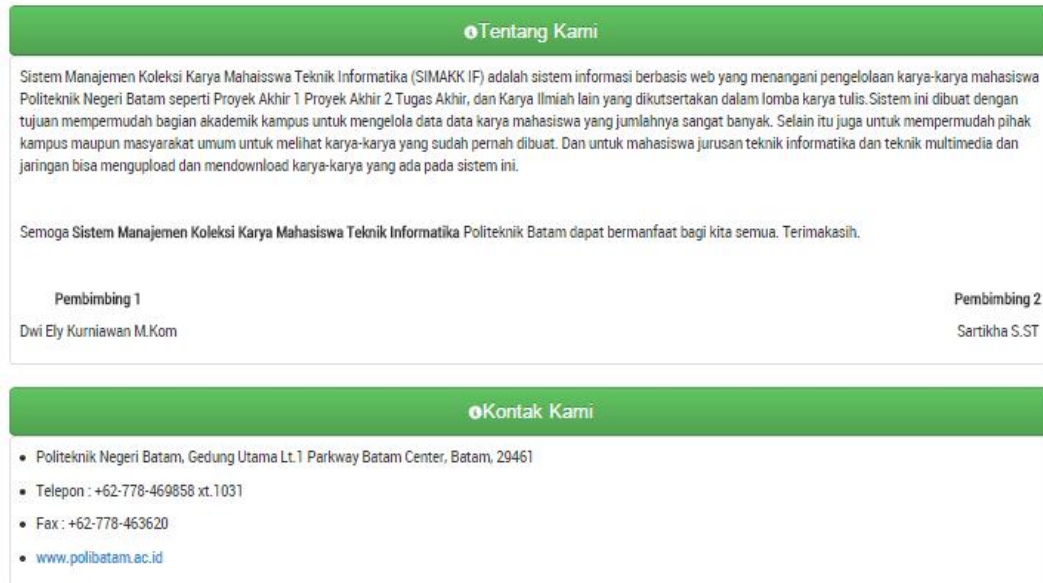 Tentang Kami
Sistem Manajemen Koleksi Karya Mahaisswa Teknik Informatika (SIMAKK IF) adalah sistem informasi berbasis web yang menangani pengelolaan karya-karya mahasiswa
Politeknik Negeri Batam seperti Proyek Akhir 1 Proyek Akhir 2 Tugas Akhir, dan Karya Ilmiah lain yang dikutsertakan dalam lomba karya tulis.Sistem ini dibuat dengan
tujuan mempermudah bagian akademik kampus untuk mengelola data data karya mahasiswa yang jumlahnya sangat banyak. Selain itu juga untuk mempermudah pihak
kampus maupun masyarakat umum untuk melihat karya-karya yang sudah pernah dibuat. Dan untuk mahasiswa jurusan teknik informatika dan teknik multimedia dan
jaringan bisa mengupload dan mendownload karya-karya yang ada pada sistem ini.
Semoga Sistem Manajemen Koleksi Karya Mahasiswa Teknik Informatika Politeknik Batam dapat bermanfaat bagi kita semua. Terimakasih.
Pembimbing 1 Pembimbing 2
Dwi Ely Kurniawan M.Kom Sartikha S.ST
Kontak Kami
• Politeknik Negeri Batam, Gedung Utama Lt.1 Parkway Batam Center, Batam, 29461
• Telepon : +62-778-469858 xt.1031
• Fax : +62-778-463620
• www.polibatam.ac.id